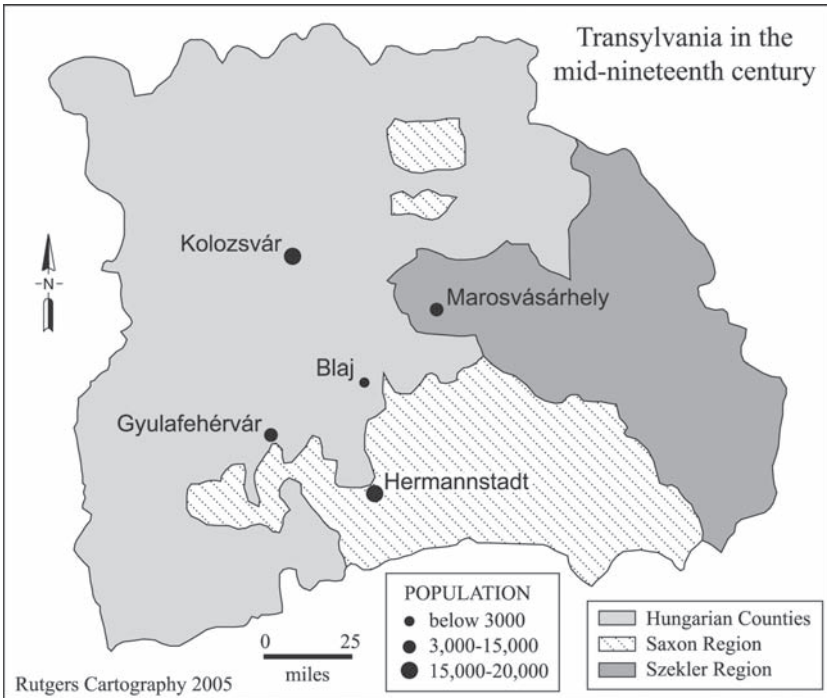 Transylvania in the
mid-nineteenth century
Kolozsvár
-N-
Marosvásárhely
Blaj
Gyulafehérvár
Hermannstadt
POPULATION
below 3000
3,000-15,000
15,000-20,000
0 25
miles
Hungarian Counties
Saxon Region
Szekler Region
Rutgers Cartography 2005